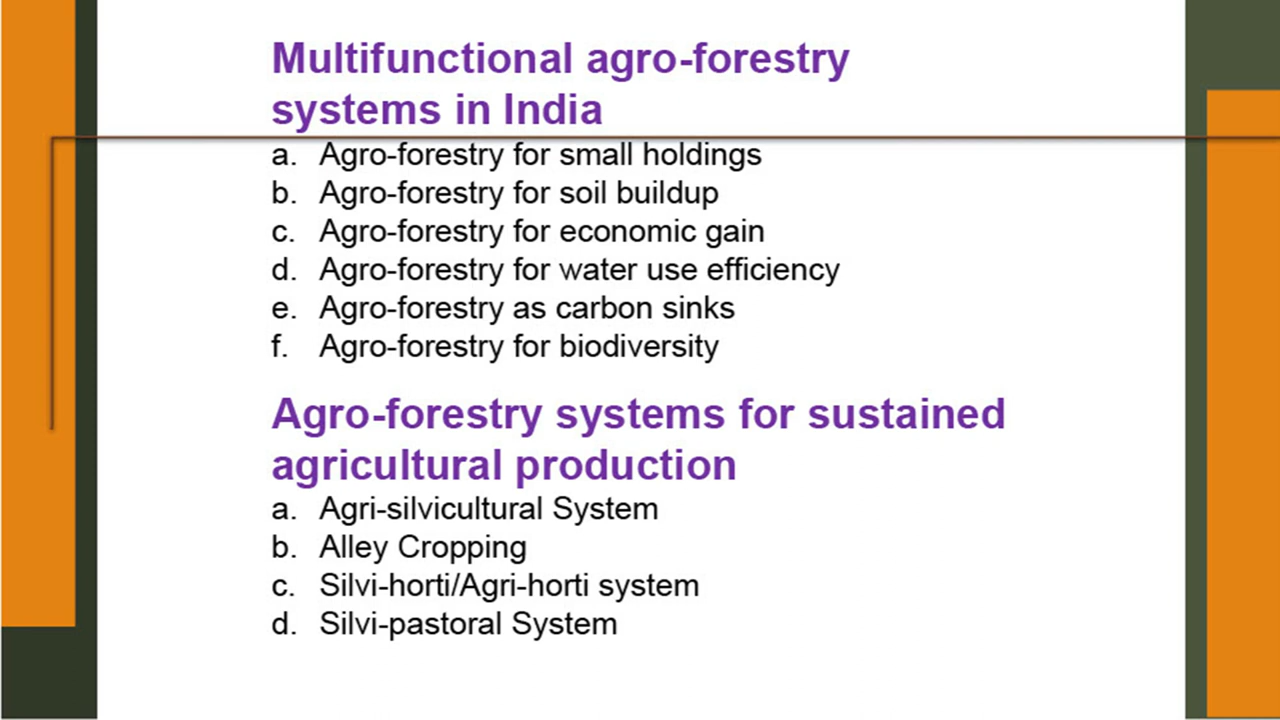 Multifunctional agro-forestry
systems in India
a. Agro-forestry for small holdings
b. Agro-forestry for soil buildup
c. Agro-forestry for economic gain
d. Agro-forestry for water use efficiency
e. Agro-forestry as carbon sinks
f. Agro-forestry for biodiversity
Agro-forestry systems for sustained
agricultural production
a. Agri-silvicultural System
b. Alley Cropping
c. Silvi-horti/Agri-horti system
d. Silvi-pastoral System